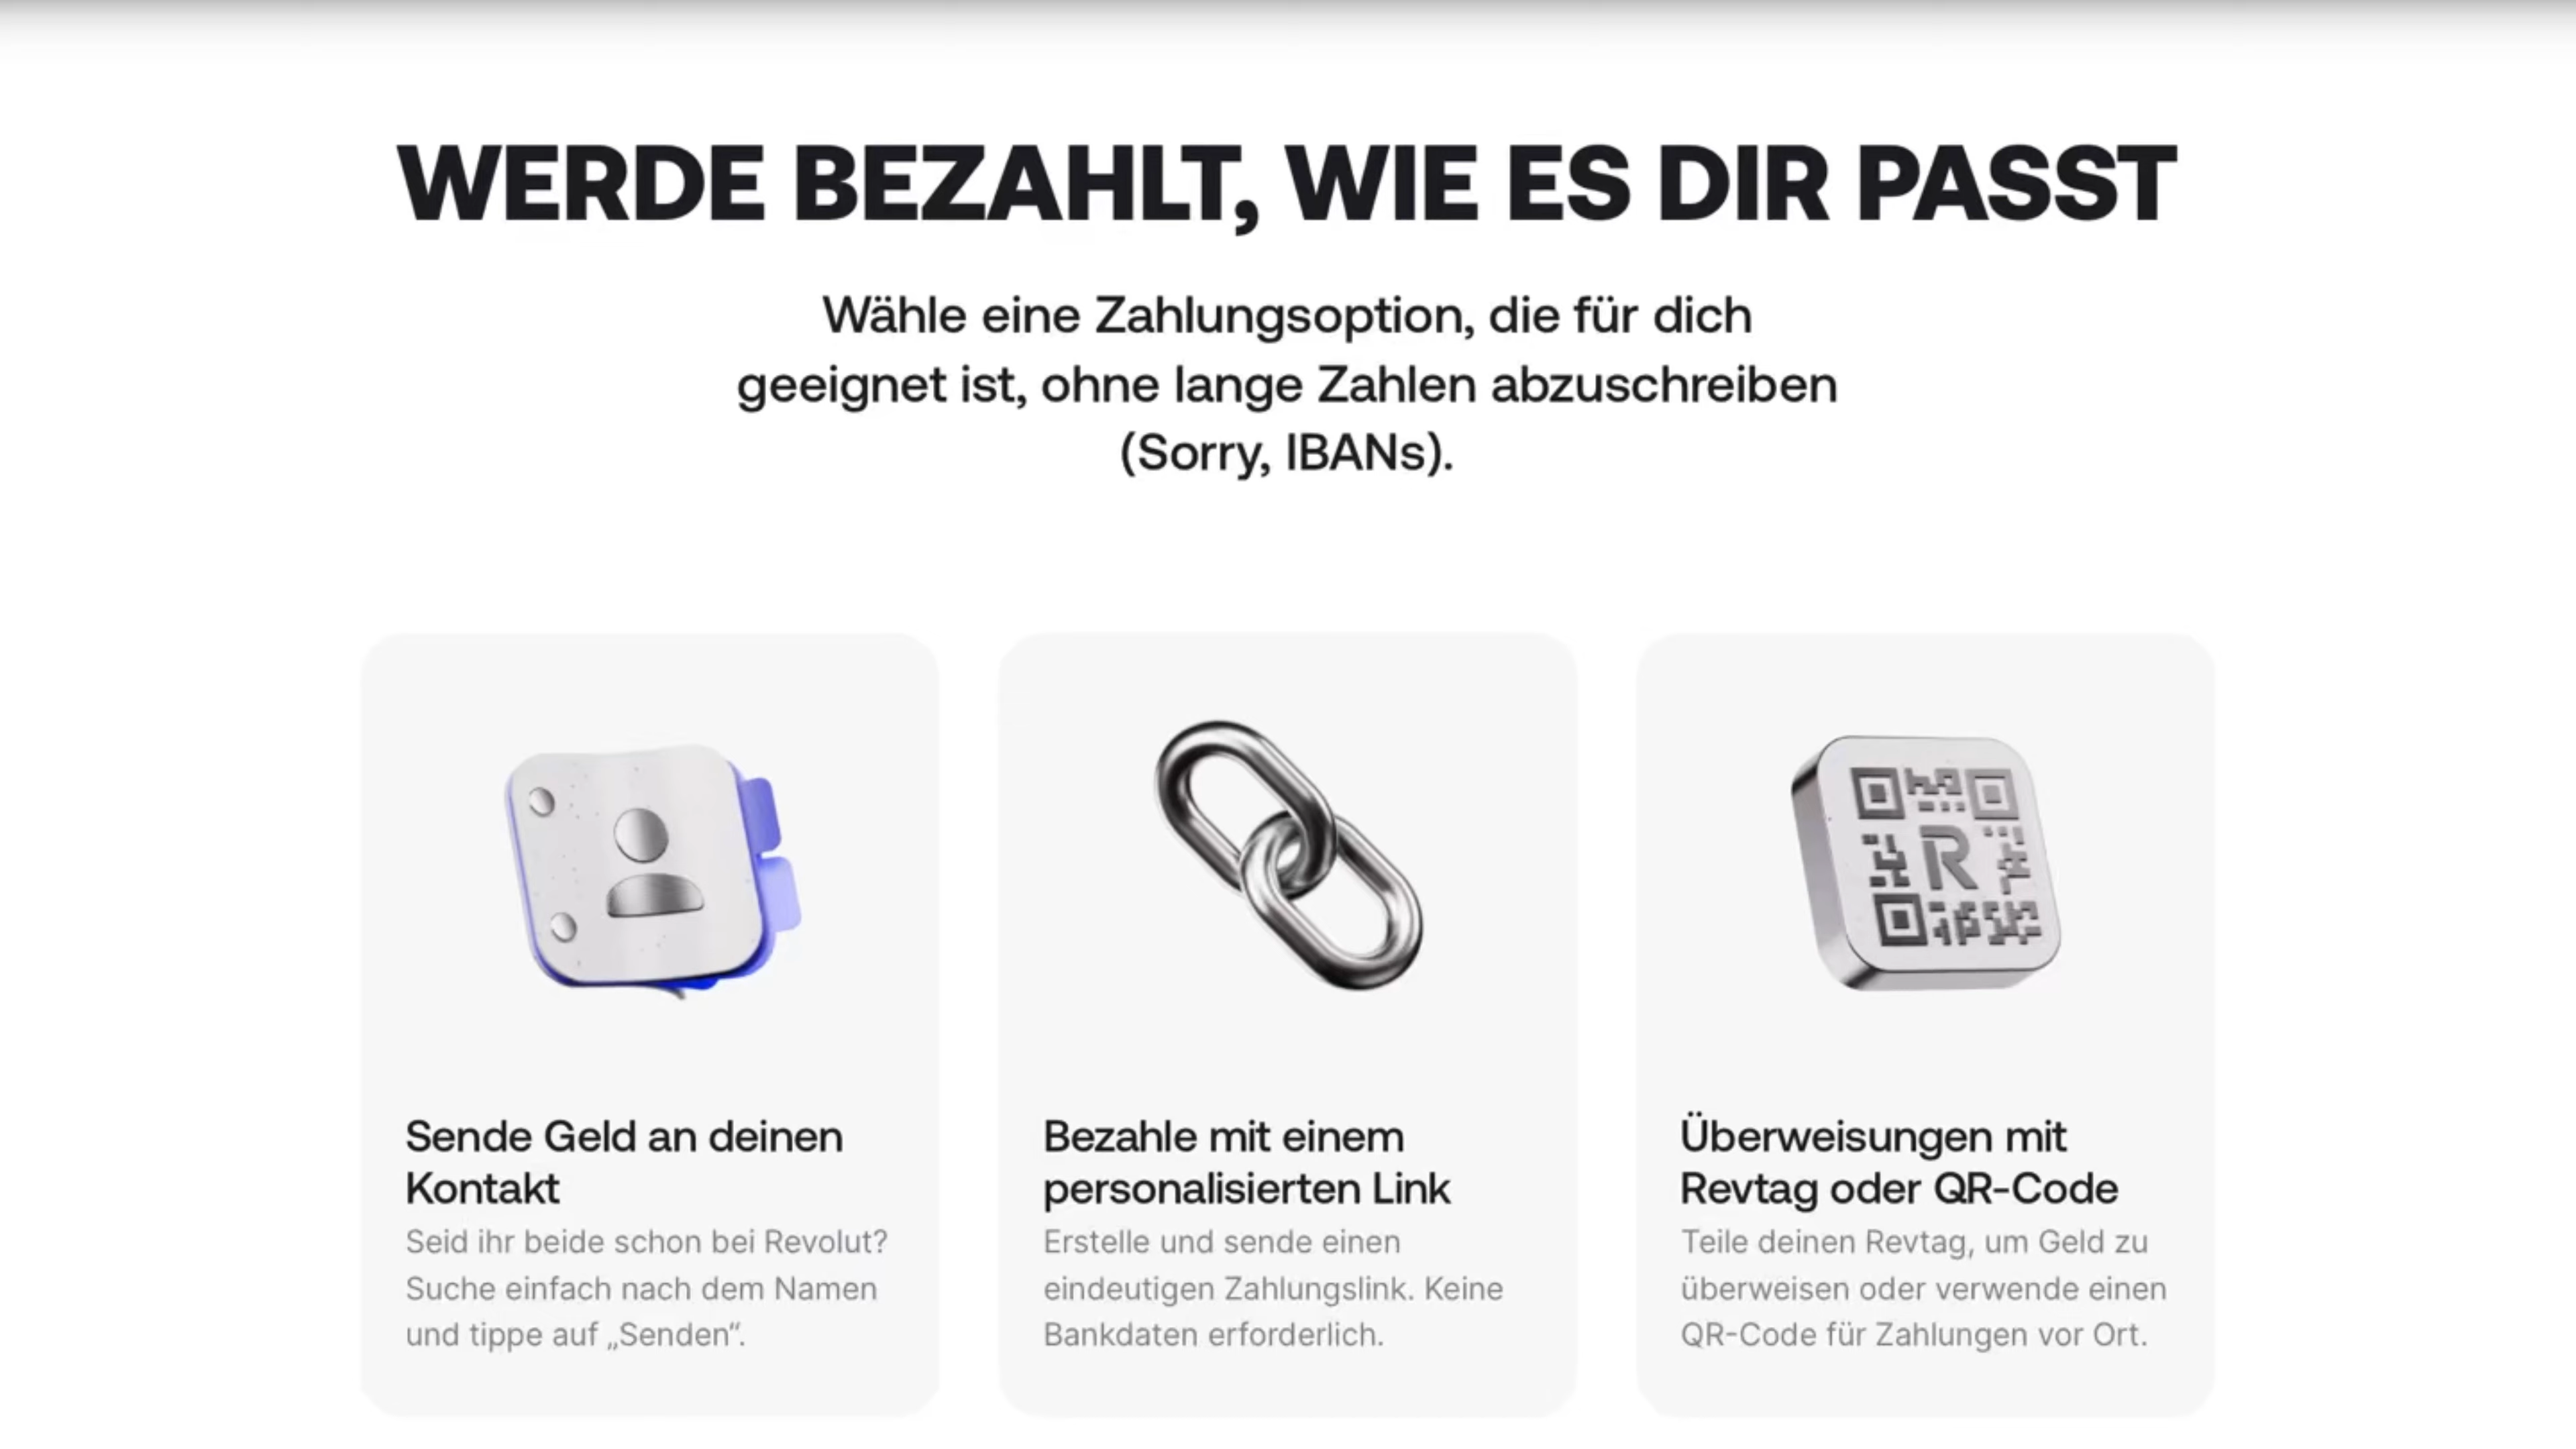 WERDE BEZAHLT, WIE ES DIR PASST
Wähle eine Zahlungsoption, die für dich
geeignet ist, ohne lange Zahlen abzuschreiben
(Sorry, IBANs).
R
Sende Geld an deinen
Kontakt
Seid ihr beide schon bei Revolut?
Suche einfach nach dem Namen
und tippe auf „Senden“.
Bezahle mit einem
personalisierten Link
Erstelle und sende einen
eindeutigen Zahlungslink. Keine
Bankdaten erforderlich.
Überweisungen mit
Revtag oder QR-Code
Teile deinen Revtag, um Geld zu
überweisen oder verwende einen
QR-Code für Zahlungen vor Ort.